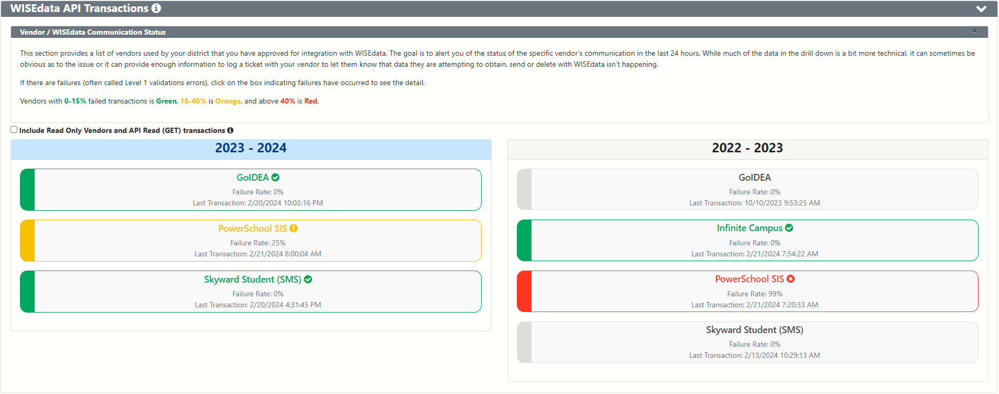 WISEdata API Transactions
Vendor / WISEdata Communication Status
This section provides a list of vendors used by your district that you have approved for integration with WISEdata. The goal is to alert you of the status of the specific vendor's communication in the last 24 hours. While much of the data in the drill down is a bit more technical, it can sometimes be
obvious as to the issue or it can provide enough information to log a ticket with your vendor to let them know that data they are attempting to obtain, send or delete with WISEdata isn't happening.
If there are failures (often called Level 1 validations errors), click on the box indicating failures have occurred to see the detail.
Vendors with 0-15% failed transactions is Green, 16-40% is Orange, and above 40% is Red.
Include Read Only Vendors and API Read (GET) transactions
2023 - 2024
GoIDEA
Failure Rate: 0%
Last Transaction: 2/20/2024 10:03:16 PM
PowerSchool SIS
Failure Rate: 25%
Last Transaction: 2/21/2024 8:00:04 AM
Skyward Student (SMS)
Failure Rate: 0%
Last Transaction: 2/20/2024 4:31:45 PM
2022 - 2023
GoIDEA
Failure Rate: 0%
Last Transaction: 10/10/2023 9:53:25 AM
Infinite Campus
Failure Rate: 0%
Last Transaction: 2/21/2024 7:54:22 AM
PowerSchool SIS
Failure Rate: 99%
Last Transaction: 2/21/2024 7:20:33 AM
Skyward Student (SMS)
Failure Rate: 0%
Last Transaction: 2/13/2024 10:29:13 AM